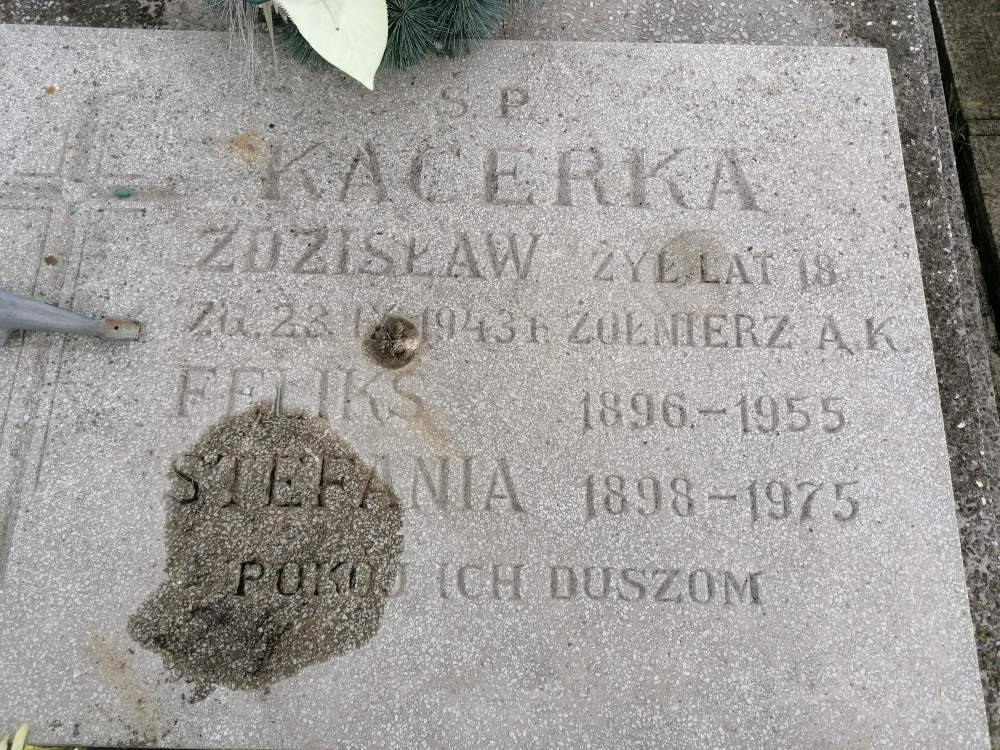 Ś. P.
KACERKA
ZDZISŁAW ŻYŁ LAT 18
ZG. 23. IX. 1943 r. ŻOŁNIERZ A.K.
FELIKS 1896.–1955
STEFANIA 1898–1975
POKÓJ ICH DUSZOM